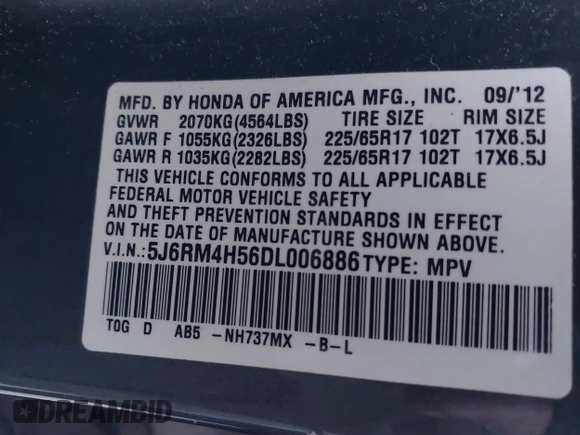 MFD. BY HONDA OF AMERICA MFG., INC. 09/'12
GVWR 2070KG(4564LBS) TIRE SIZE RIM SIZE
GAWR F 1055KG(2326LBS) 225/65R17 102T 17X6.5J
GAWR R 1035KG(2282LBS) 225/65R17 102T 17X6.5J
THIS VEHICLE CONFORMS TO ALL APPLICABLE
FEDERAL MOTOR VEHICLE SAFETY
AND THEFT PREVENTION STANDARDS IN EFFECT
ON THE DATE OF MANUFACTURE SHOWN ABOVE.
V.I.N.:5J6RM4H56DL006886 TYPE: MPV
TOG D AB5 -NH737MX -B-L
DREAMBID